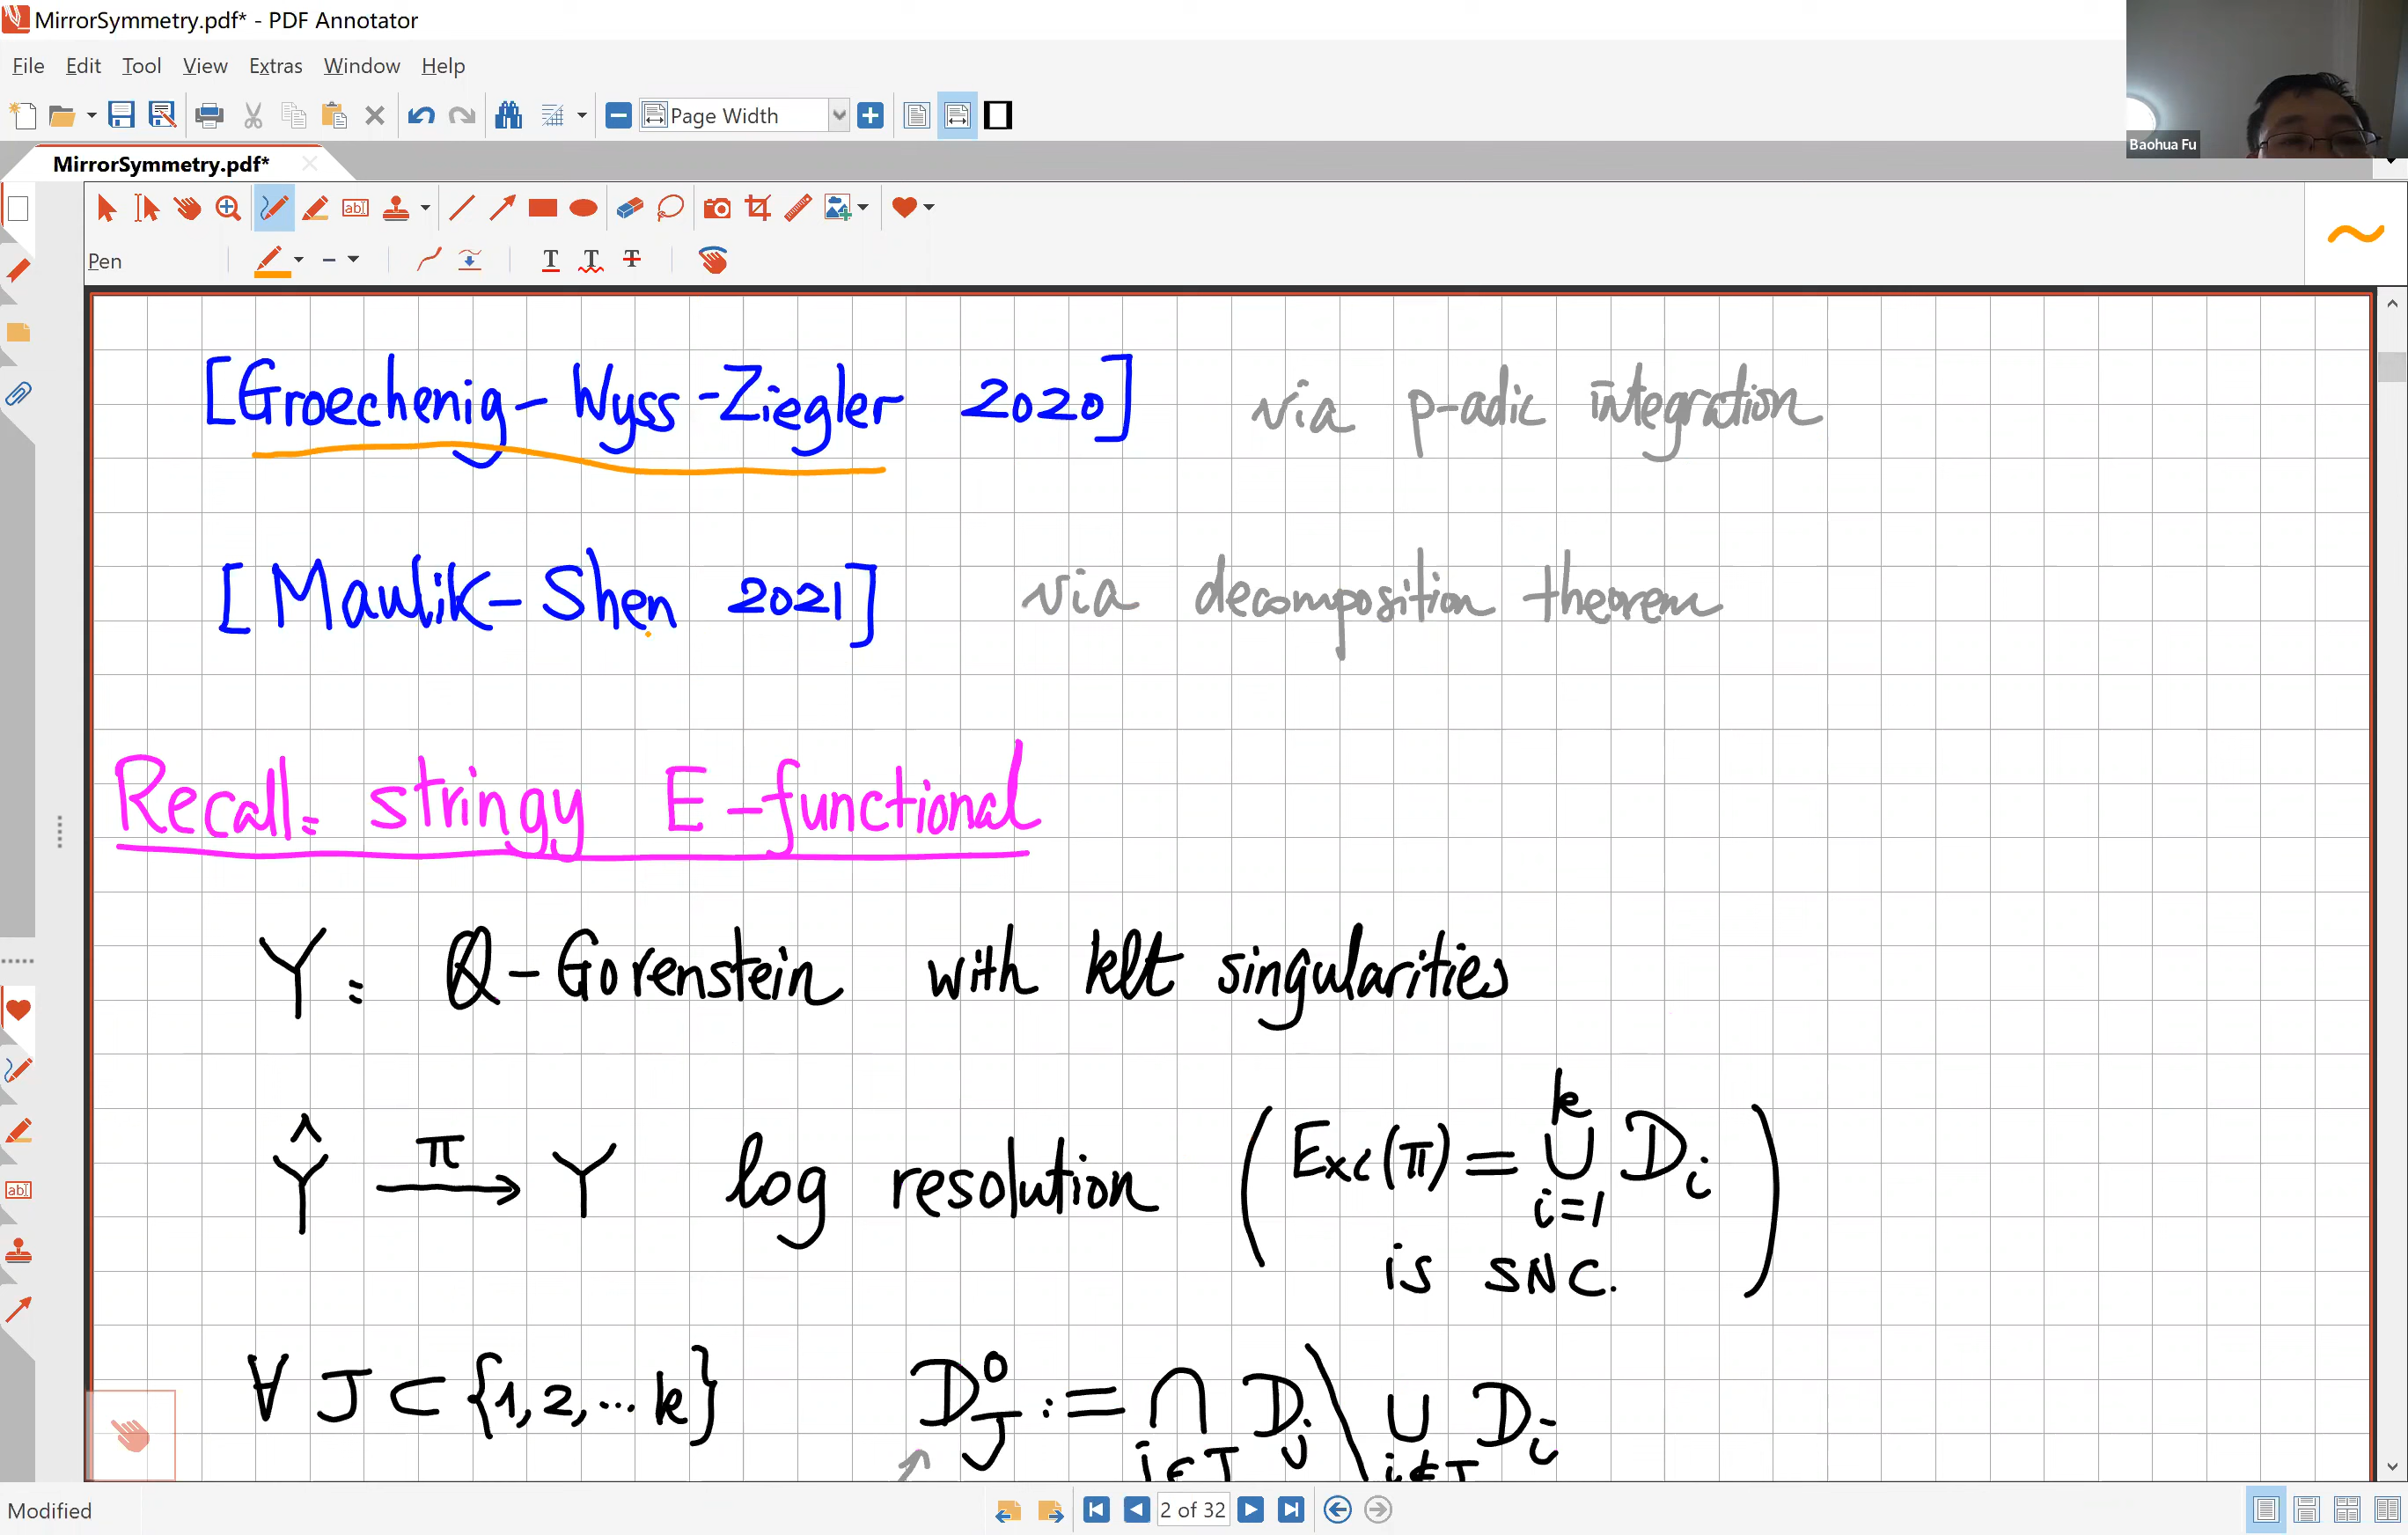 MirrorSymmetry.pdf* - PDF Annotator
File Edit Tool View Extras Window Help
Page Width
MirrorSymmetry.pdf*
Baohua Fu
Pen
[Groechenig-Wyss-Ziegler 2020] via p-adic integration
[Maulik-Shen 2021] via decomposition theorem
Recall: stringy E-functional
Y: Q-Gorenstein with klt singularities
Ŷ —π→ Y log resolution (Exc(π) = ⋃_{i=1}^{k} D_i is SNC.)
∀ J ⊂ {1,2,...k} D_J^0 := ⋂_{j∈J} D_j \ ⋃_{i∉J} D_i
Modified
2 of 32